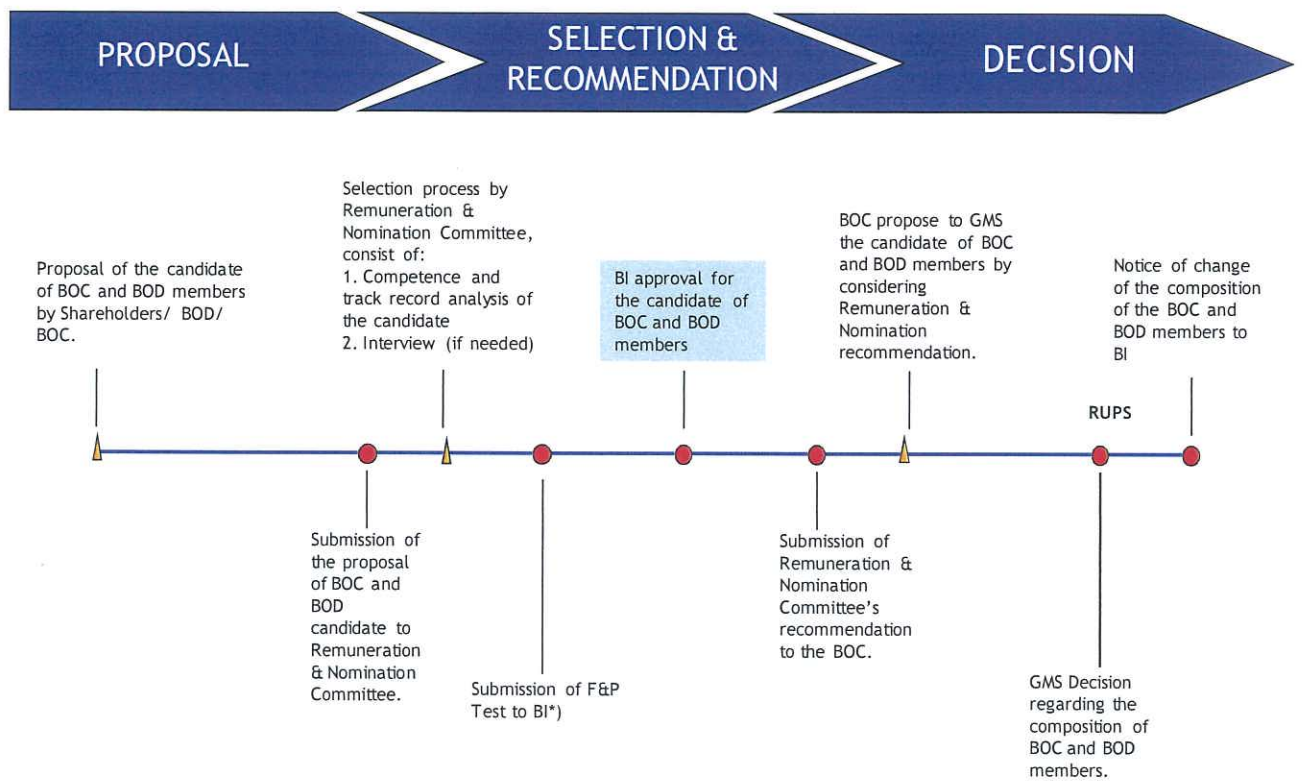 PROPOSAL
SELECTION &
RECOMMENDATION
DECISION
Proposal of the candidate
of BOC and BOD members
by Shareholders/ BOD/
BOC.
Selection process by
Remuneration &
Nomination Committee,
consist of:
1. Competence and
track record analysis of
the candidate
2. Interview (if needed)
BI approval for
the candidate of
BOC and BOD
members
BOC propose to GMS
the candidate of BOC
and BOD members by
considering
Remuneration &
Nomination
recommendation.
Notice of change
of the composition
of the BOC and
BOD members to
BI
RUPS
Submission of
the proposal
of BOC and
BOD
candidate to
Remuneration
& Nomination
Committee.
Submission of F&P
Test to BI*)
Submission of
Remuneration &
Nomination
Committee's
recommendation
to the BOC.
GMS Decision
regarding the
composition of
BOC and BOD
members.